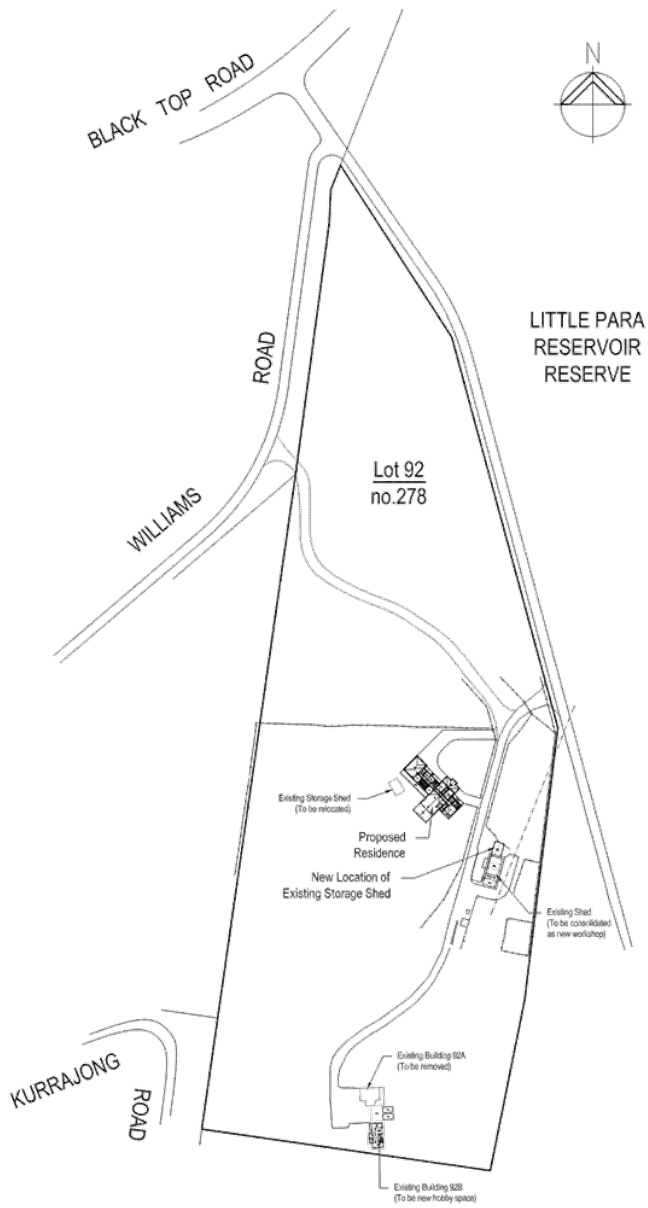 N
BLACK TOP ROAD
LITTLE PARA
RESERVOIR
RESERVE
ROAD
WILLIAMS
Lot 92
no.278
Existing Storage Shed
(To be relocated)
Proposed
Residence
New Location of
Existing Storage Shed
Existing Shed
(To be consolidated
as new workshop)
KURRAJONG
ROAD
Existing Building 92A
(To be removed)
Existing Building 92B
(To be new hobby space)